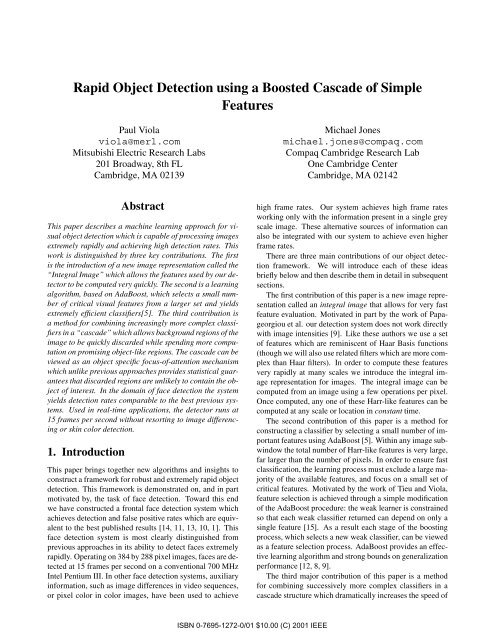 Rapid Object Detection using a Boosted Cascade of Simple
Features
Paul Viola
viola@merl.com
Mitsubishi Electric Research Labs
201 Broadway, 8th FL
Cambridge, MA 02139
Michael Jones
michael.jones@compaq.com
Compaq Cambridge Research Lab
One Cambridge Center
Cambridge, MA 02142
Abstract
This paper describes a machine learning approach for vi-
sual object detection which is capable of processing images
extremely rapidly and achieving high detection rates. This
work is distinguished by three key contributions. The first
is the introduction of a new image representation called the
“Integral Image” which allows the features used by our de-
tector to be computed very quickly. The second is a learning
algorithm, based on AdaBoost, which selects a small num-
ber of critical visual features from a larger set and yields
extremely efficient classifiers[5]. The third contribution is
a method for combining increasingly more complex classi-
fiers in a “cascade” which allows background regions of the
image to be quickly discarded while spending more compu-
tation on promising object-like regions. The cascade can be
viewed as an object specific focus-of-attention mechanism
which unlike previous approaches provides statistical guar-
antees that discarded regions are unlikely to contain the ob-
ject of interest. In the domain of face detection the system
yields detection rates comparable to the best previous sys-
tems. Used in real-time applications, the detector runs at
15 frames per second without resorting to image differenc-
ing or skin color detection.
1. Introduction
This paper brings together new algorithms and insights to
construct a framework for robust and extremely rapid object
detection. This framework is demonstrated on, and in part
motivated by, the task of face detection. Toward this end
we have constructed a frontal face detection system which
achieves detection and false positive rates which are equiv-
alent to the best published results [14, 11, 13, 10, 1]. This
face detection system is most clearly distinguished from
previous approaches in its ability to detect faces extremely
rapidly. Operating on 384 by 288 pixel images, faces are de-
tected at 15 frames per second on a conventional 700 MHz
Intel Pentium III. In other face detection systems, auxiliary
information, such as image differences in video sequences,
or pixel color in color images, have been used to achieve
high frame rates. Our system achieves high frame rates
working only with the information present in a single grey
scale image. These alternative sources of information can
also be integrated with our system to achieve even higher
frame rates.
There are three main contributions of our object detec-
tion framework. We will introduce each of these ideas
briefly below and then describe them in detail in subsequent
sections.
The first contribution of this paper is a new image repre-
sentation called an integral image that allows for very fast
feature evaluation. Motivated in part by the work of Papa-
georgiou et al. our detection system does not work directly
with image intensities [9]. Like these authors we use a set
of features which are reminiscent of Haar Basis functions
(though we will also use related filters which are more com-
plex than Haar filters). In order to compute these features
very rapidly at many scales we introduce the integral im-
age representation for images. The integral image can be
computed from an image using a few operations per pixel.
Once computed, any one of these Harr-like features can be
computed at any scale or location in constant time.
The second contribution of this paper is a method for
constructing a classifier by selecting a small number of im-
portant features using AdaBoost [5]. Within any image sub-
window the total number of Harr-like features is very large,
far larger than the number of pixels. In order to ensure fast
classification, the learning process must exclude a large ma-
jority of the available features, and focus on a small set of
critical features. Motivated by the work of Tieu and Viola,
feature selection is achieved through a simple modification
of the AdaBoost procedure: the weak learner is constrained
so that each weak classifier returned can depend on only a
single feature [15]. As a result each stage of the boosting
process, which selects a new weak classifier, can be viewed
as a feature selection process. AdaBoost provides an effec-
tive learning algorithm and strong bounds on generalization
performance [12, 8, 9].
The third major contribution of this paper is a method
for combining successively more complex classifiers in a
cascade structure which dramatically increases the speed of
ISBN 0-7695-1272-0/01 $10.00 (C) 2001 IEEE